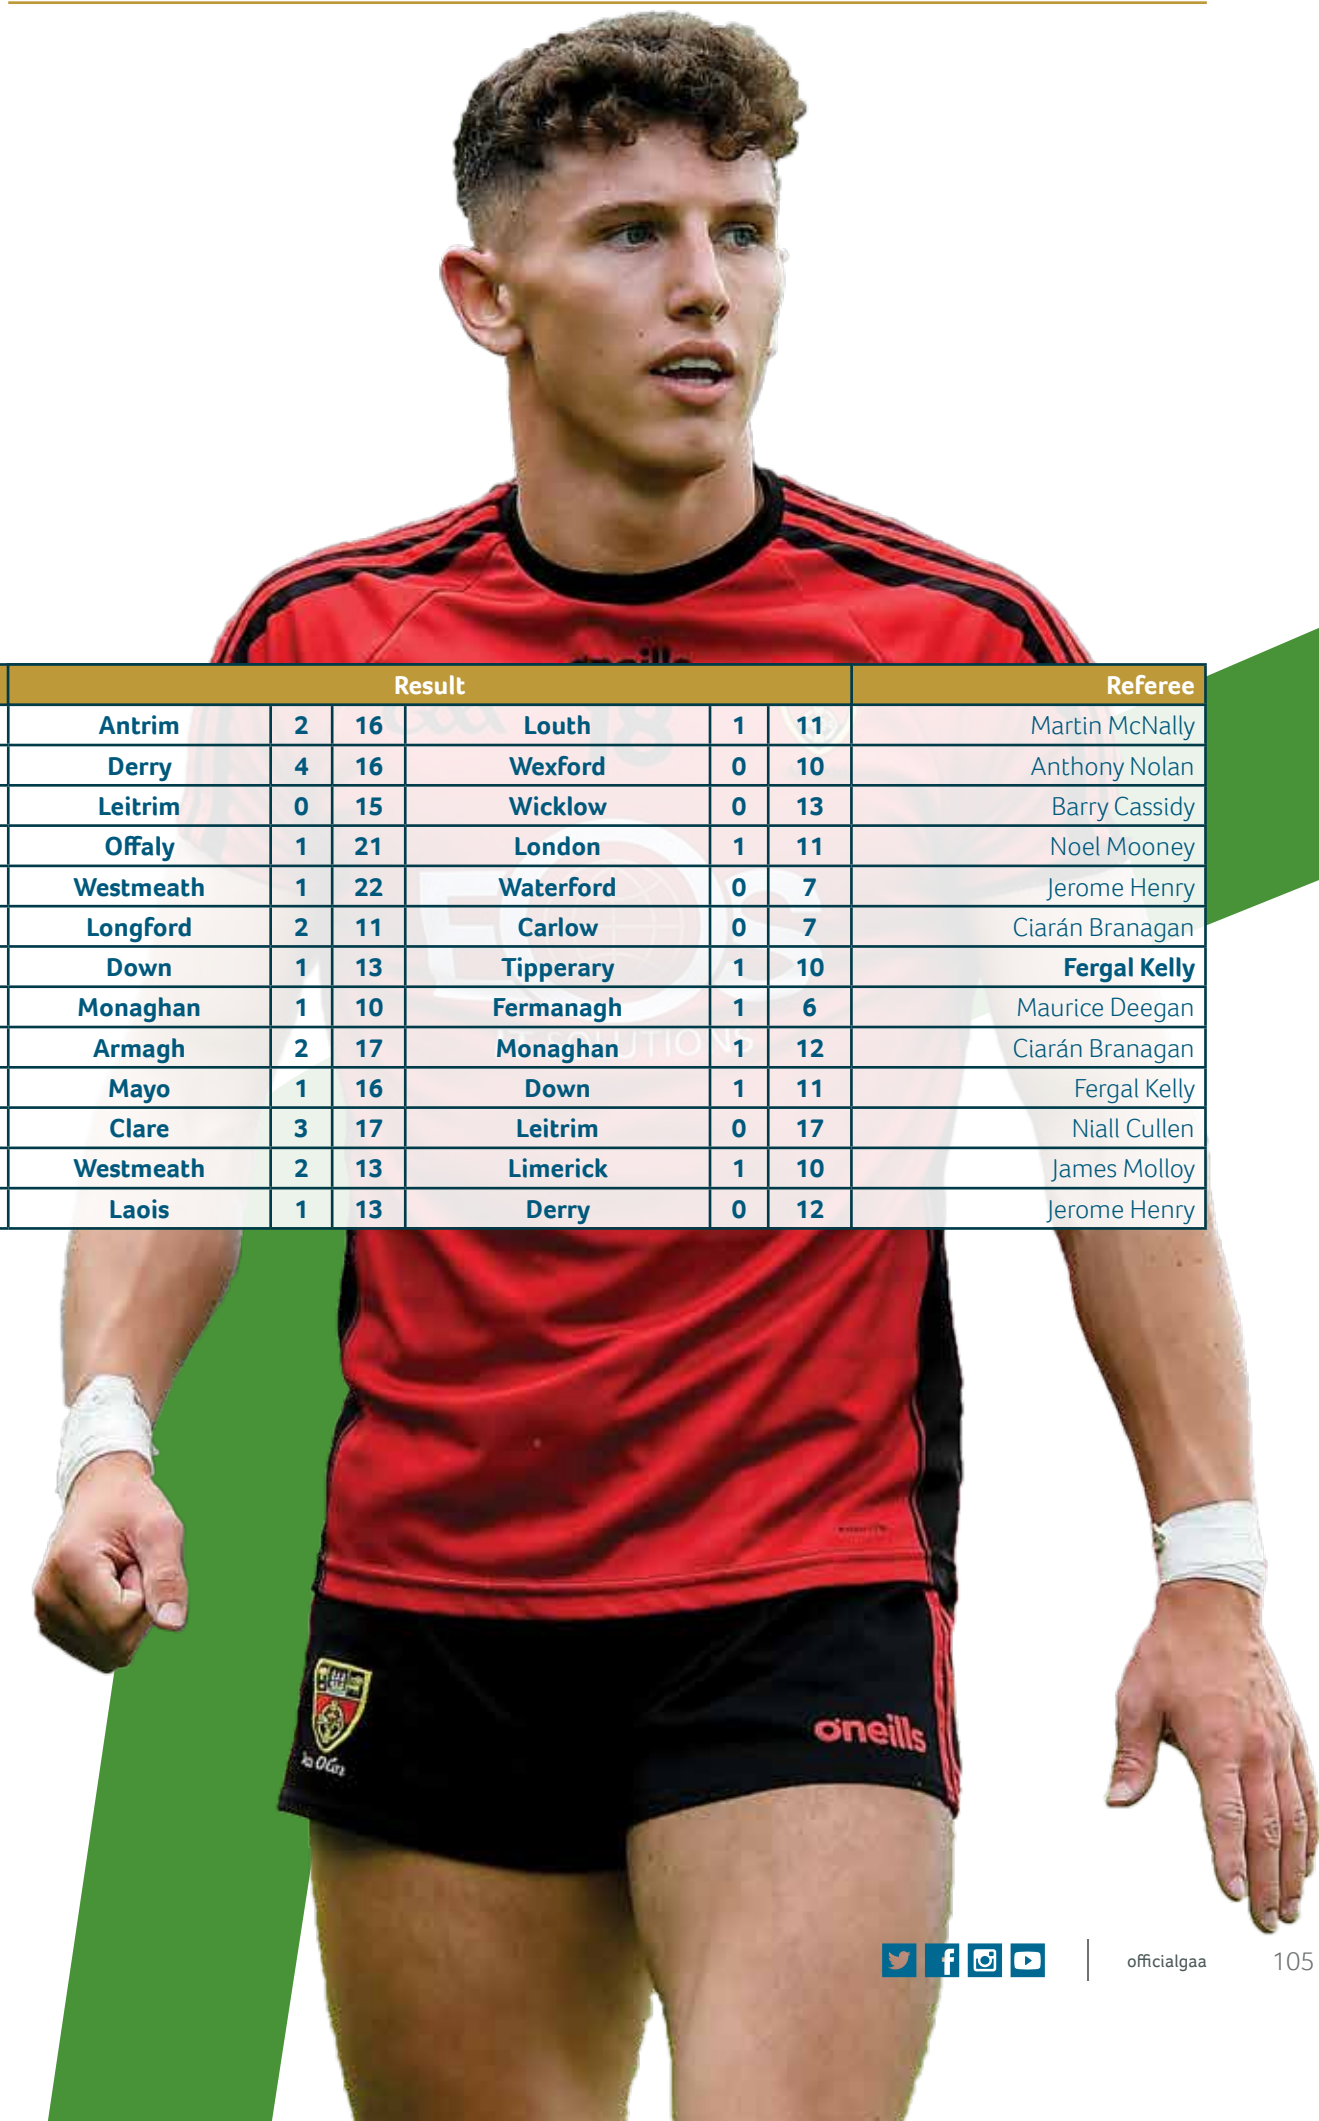 Result Referee
Antrim 2 16 Louth 1 11 Martin McNally
Derry 4 16 Wexford 0 10 Anthony Nolan
Leitrim 0 15 Wicklow 0 13 Barry Cassidy
Offaly 1 21 London 1 11 Noel Mooney
Westmeath 1 22 Waterford 0 7 Jerome Henry
Longford 2 11 Carlow 0 7 Ciarán Branagan
Down 1 13 Tipperary 1 10 Fergal Kelly
Monaghan 1 10 Fermanagh 1 6 Maurice Deegan
Armagh 2 17 Monaghan 1 12 Ciarán Branagan
Mayo 1 16 Down 1 11 Fergal Kelly
Clare 3 17 Leitrim 0 17 Niall Cullen
Westmeath 2 13 Limerick 1 10 James Molloy
Laois 1 13 Derry 0 12 Jerome Henry
18
EOS
IT SOLUTIONS
oneills
officialgaa 105